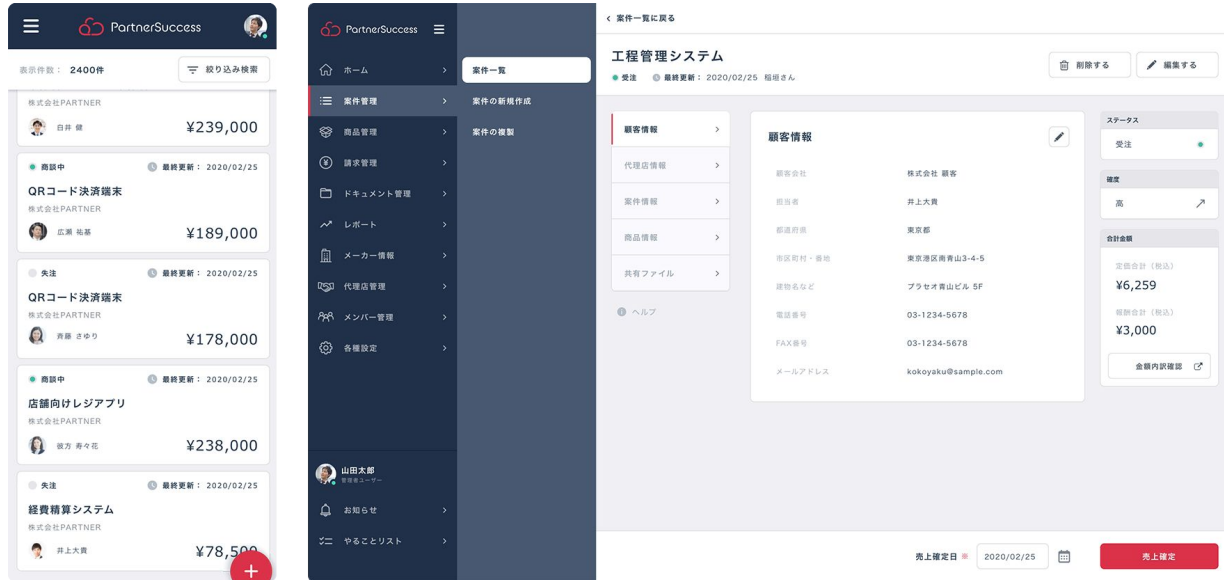 PartnerSuccess
表示件数： 2400件
絞り込み検索
株式会社PARTNER
白井 健
¥239,000
商談中
最終更新： 2020/02/25
QRコード決済端末
株式会社PARTNER
広瀬 祐基
¥189,000
失注
最終更新： 2020/02/25
QRコード決済端末
株式会社PARTNER
斉藤 さゆり
¥178,000
商談中
最終更新： 2020/02/25
店舗向けレジアプリ
株式会社PARTNER
彼方 寿々花
¥238,000
失注
最終更新： 2020/02/25
経費精算システム
株式会社PARTNER
井上大貴
¥78,500
PartnerSuccess
ホーム
案件管理
商品管理
請求管理
ドキュメント管理
レポート
メーカー情報
代理店管理
メンバー管理
各種設定
山田太郎
管理者ユーザー
お知らせ
やることリスト
案件一覧
案件の新規作成
案件の複製
案件一覧に戻る
工程管理システム
受注
最終更新： 2020/02/25 稲垣さん
削除する
編集する
顧客情報
代理店情報
案件情報
商品情報
共有ファイル
ヘルプ
顧客情報
顧客会社 株式会社 顧客
担当者 井上大貴
都道府県 東京都
市区町村・番地 東京港区南青山3-4-5
建物名など プラセオ青山ビル 5F
電話番号 03-1234-5678
FAX番号 03-1234-5678
メールアドレス kokoyaku@sample.com
ステータス
受注
確度
高
合計金額
定価合計（税込）
¥6,259
報酬合計（税込）
¥3,000
金額内訳確認
売上確定日 ※ 2020/02/25
売上確定